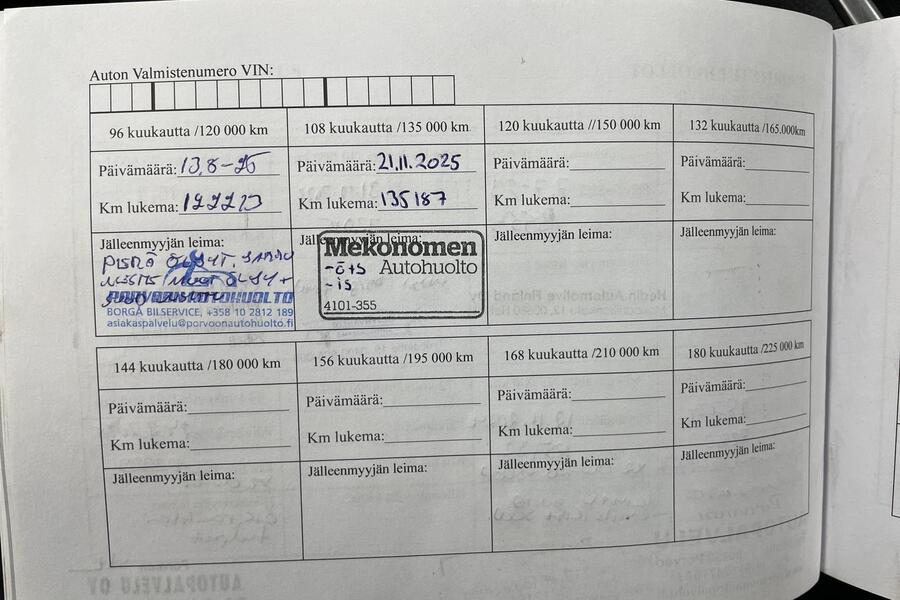 Auton Valmistenumero VIN:
96 kuukautta /120 000 km
Päivämäärä: 13,8-25
Km lukema:
Jälleenmyyjän leima:
ÖLJYT.
PORVOON AUTOHUOLTO
BORGÅ BILSERVICE, +358 10 2812 189
asiakaspalvelu@porvoonautohuolto.fi
108 kuukautta /135 000 km
Päivämäärä: 21.11.2025
Km lukema: 135187
Jälleenmyyjän leima:
Mekonomen
-ö+s Autohuolto
-is
4101-355
120 kuukautta //150 000 km
Päivämäärä:
Km lukema:
Jälleenmyyjän leima:
132 kuukautta /165.000km
Päivämäärä:
Km lukema:
Jälleenmyyjän leima:
144 kuukautta /180 000 km
Päivämäärä:
Km lukema:
Jälleenmyyjän leima:
156 kuukautta /195 000 km
Päivämäärä:
Km lukema:
Jälleenmyyjän leima:
168 kuukautta /210 000 km
Päivämäärä:
Km lukema:
Jälleenmyyjän leima:
180 kuukautta /225 000 km
Päivämäärä:
Km lukema:
Jälleenmyyjän leima: